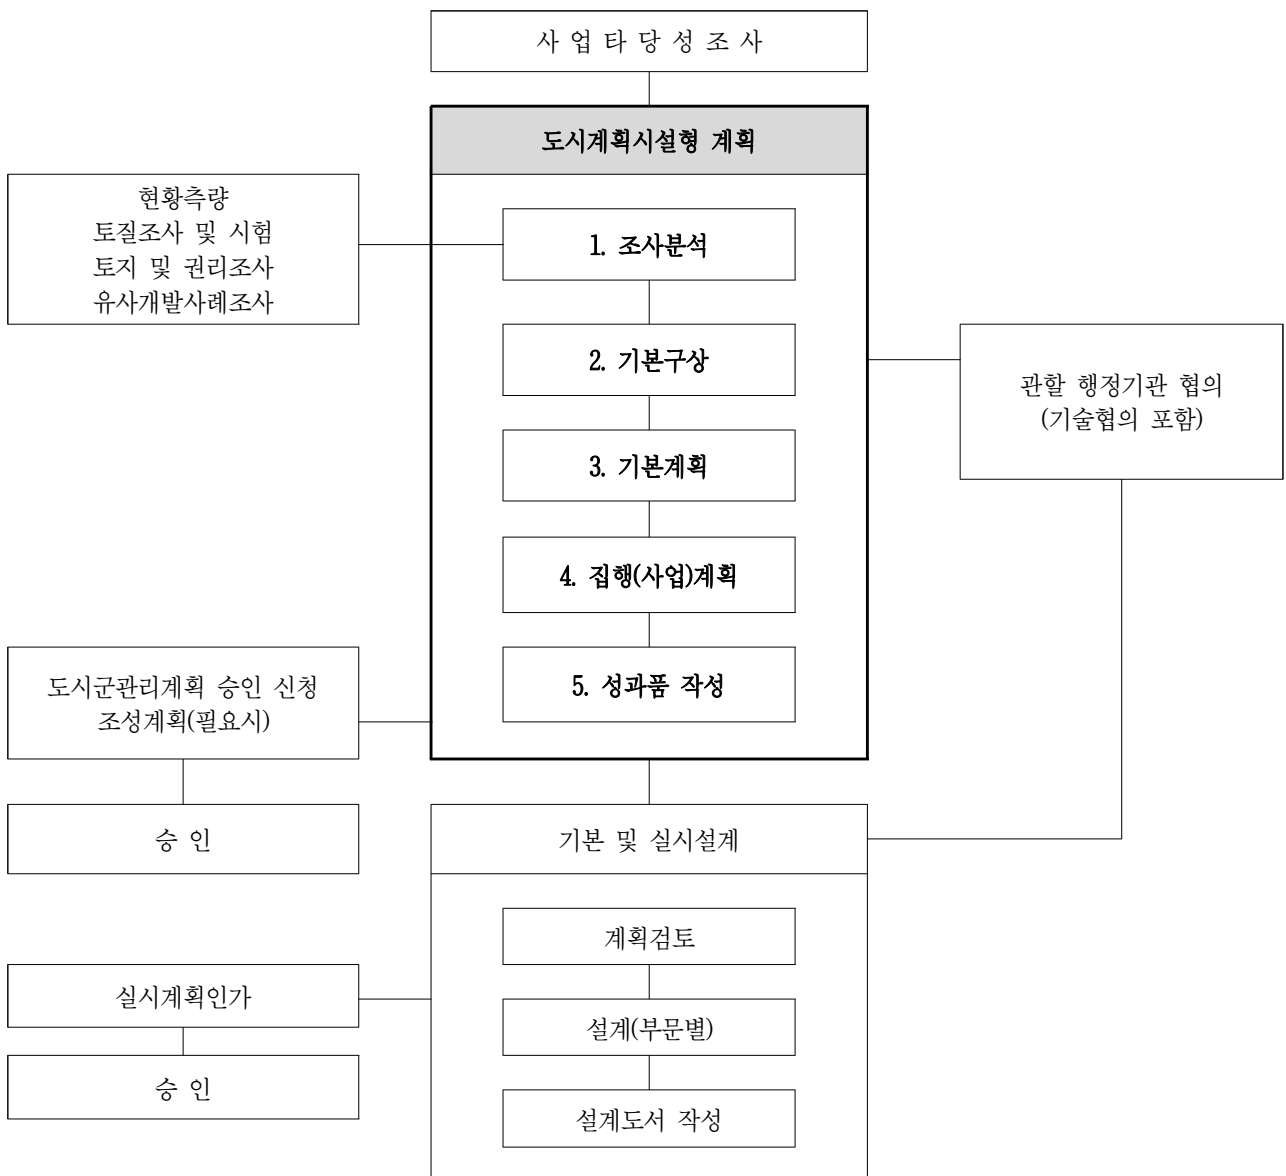 사 업 타 당 성 조 사
도시계획시설형 계획
현황측량
토질조사 및 시험
토지 및 권리조사
유사개발사례조사
1. 조사분석
2. 기본구상
관할 행정기관 협의
(기술협의 포함)
3. 기본계획
4. 집행(사업)계획
도시군관리계획 승인 신청
조성계획(필요시)
5. 성과품 작성
승 인
기본 및 실시설계
계획검토
실시계획인가
설계(부문별)
승 인
설계도서 작성